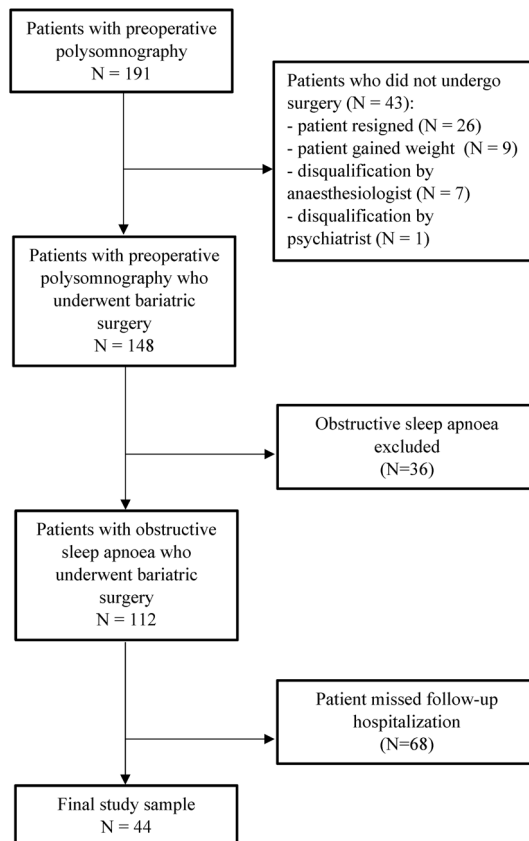 Patients with preoperative
polysomnography
N = 191
Patients who did not undergo
surgery (N = 43):
- patient resigned (N = 26)
- patient gained weight (N = 9)
- disqualification by
anaesthesiologist (N = 7)
- disqualification by
psychiatrist (N = 1)
Patients with preoperative
polysomnography who
underwent bariatric
surgery
N = 148
Obstructive sleep apnoea
excluded
(N=36)
Patients with obstructive
sleep apnoea who
underwent bariatric
surgery
N = 112
Patient missed follow-up
hospitalization
(N=68)
Final study sample
N = 44